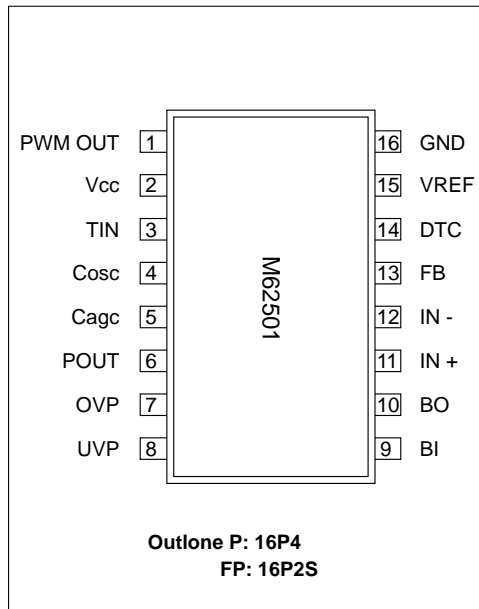 PWM OUT 1 16 GND
Vcc 2 15 VREF
TIN 3 14 DTC
Cosc 4 13 FB
Cagc 5 12 IN -
POUT 6 11 IN +
OVP 7 10 BO
UVP 8 9 BI
M62501
Outlone P: 16P4
FP: 16P2S